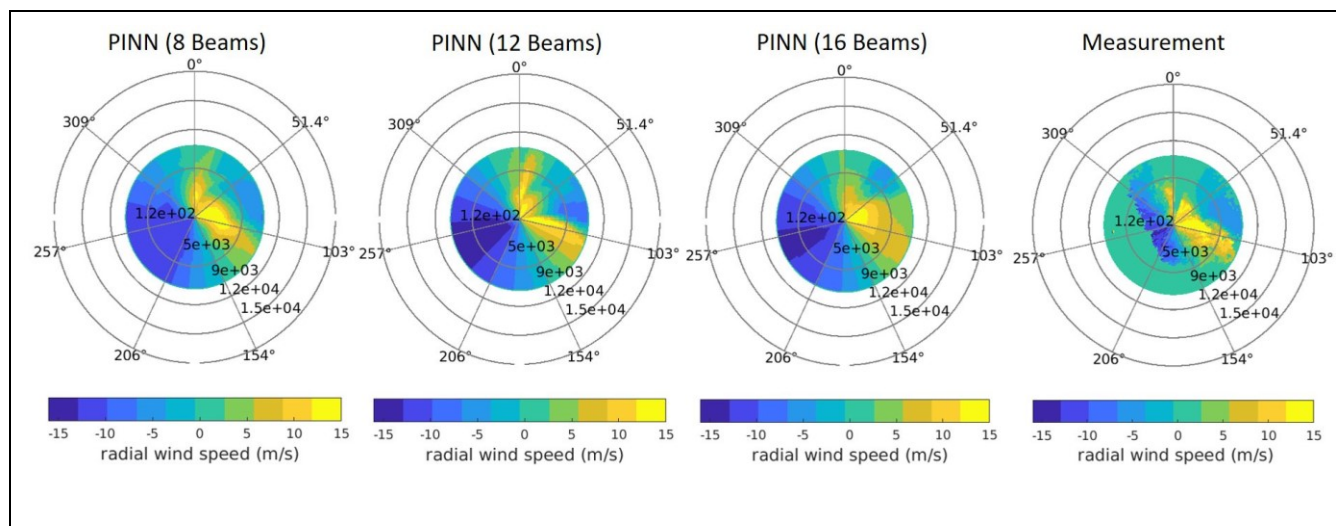 PINN (8 Beams)
0°
51.4°
103°
154°
206°
257°
309°
1.2e+02
5e+03
9e+03
1.2e+04
1.5e+04
-15 -10 -5 0 5 10 15
radial wind speed (m/s)
PINN (12 Beams)
0°
51.4°
103°
154°
206°
257°
309°
1.2e+02
5e+03
9e+03
1.2e+04
1.5e+04
-15 -10 -5 0 5 10 15
radial wind speed (m/s)
PINN (16 Beams)
0°
51.4°
103°
154°
206°
257°
309°
1.2e+02
5e+03
9e+03
1.2e+04
1.5e+04
-15 -10 -5 0 5 10 15
radial wind speed (m/s)
Measurement
0°
51.4°
103°
154°
206°
257°
309°
1.2e+02
5e+03
9e+03
1.2e+04
1.5e+04
-15 -10 -5 0 5 10 15
radial wind speed (m/s)